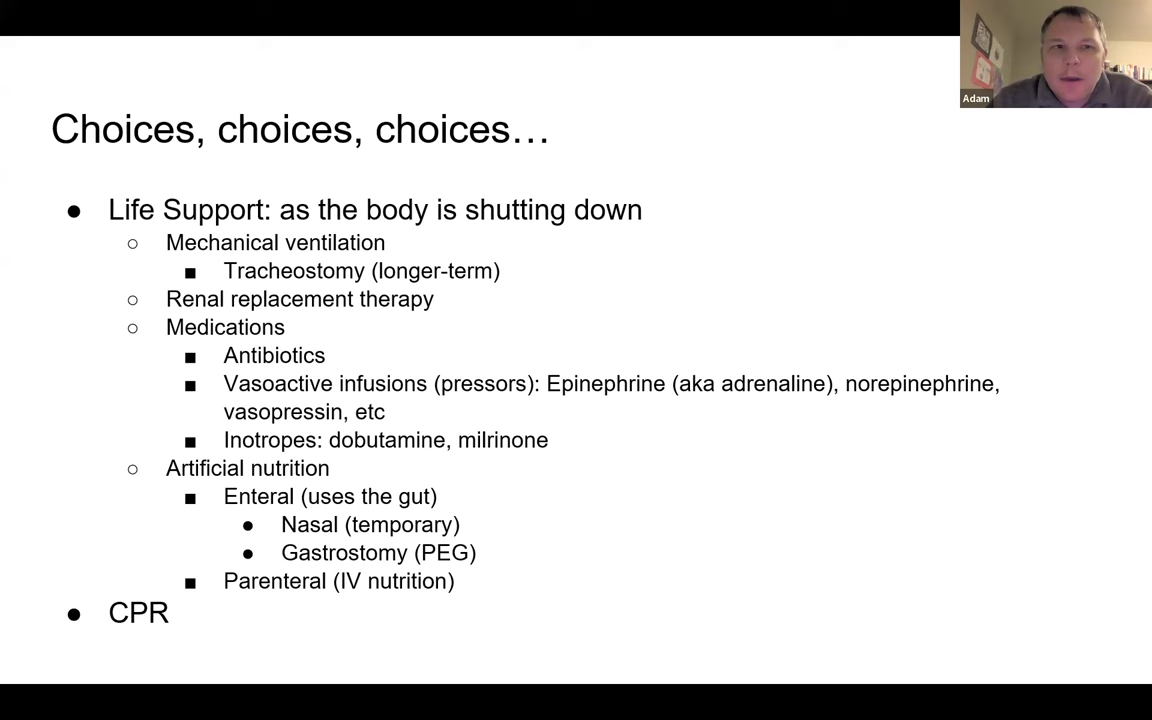 Adam
Choices, choices, choices…
● Life Support: as the body is shutting down
○ Mechanical ventilation
■ Tracheostomy (longer-term)
○ Renal replacement therapy
○ Medications
■ Antibiotics
■ Vasoactive infusions (pressors): Epinephrine (aka adrenaline), norepinephrine,
vasopressin, etc
■ Inotropes: dobutamine, milrinone
○ Artificial nutrition
■ Enteral (uses the gut)
● Nasal (temporary)
● Gastrostomy (PEG)
■ Parenteral (IV nutrition)
● CPR